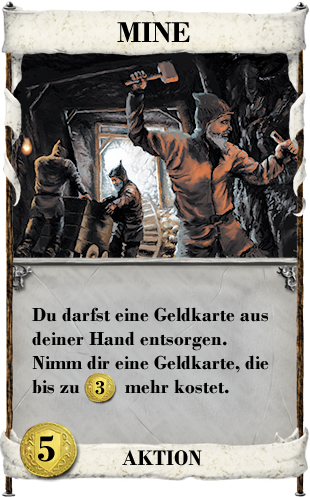 MINE
Du darfst eine Geldkarte aus
deiner Hand entsorgen.
Nimm dir eine Geldkarte, die
bis zu 3 mehr kostet.
5
AKTION